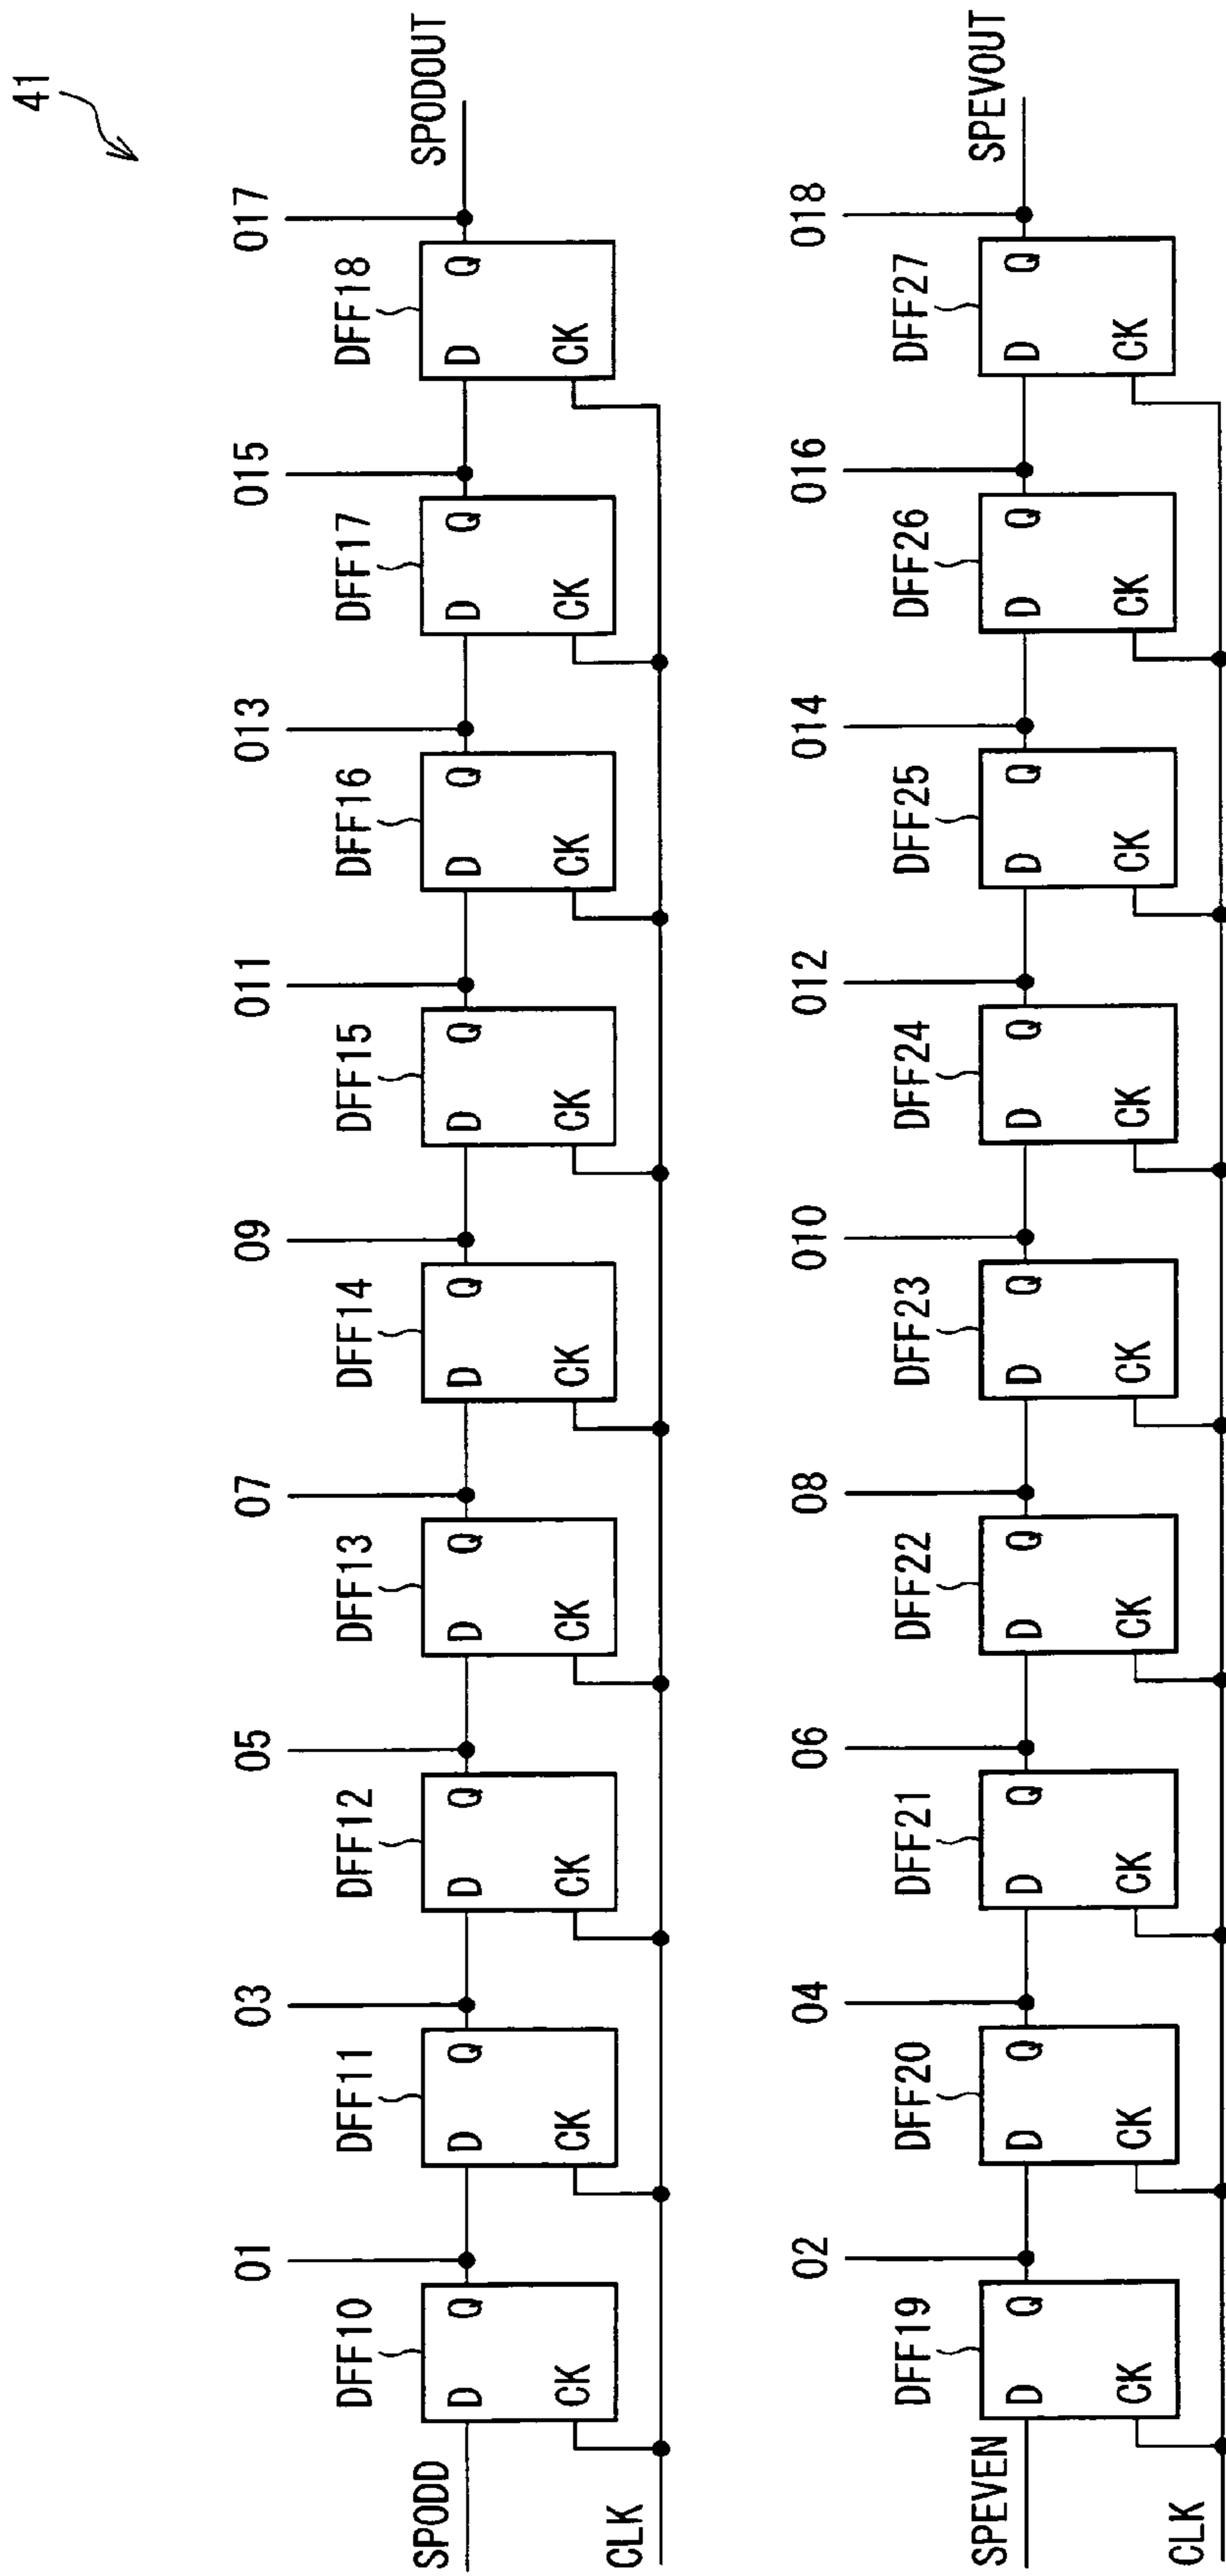 41
O1 O3 O5 O7 O9 O11 O13 O15 O17
DFF10 DFF11 DFF12 DFF13 DFF14 DFF15 DFF16 DFF17 DFF18
SPODD D Q D Q D Q D Q D Q D Q D Q D Q D Q SPODOUT
CK CK CK CK CK CK CK CK CK
CLK
O2 O4 O6 O8 O10 O12 O14 O16 O18
DFF19 DFF20 DFF21 DFF22 DFF23 DFF24 DFF25 DFF26 DFF27
SPEVEN D Q D Q D Q D Q D Q D Q D Q D Q D Q SPEVOUT
CK CK CK CK CK CK CK CK CK
CLK